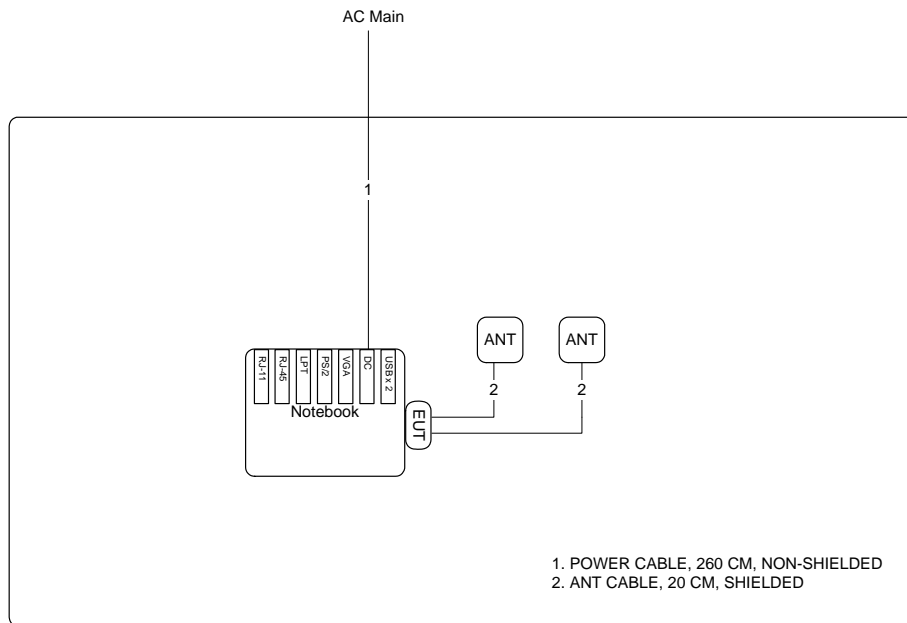 AC Main
1
ANT
ANT
2
2
RJ-11
RJ-45
LPT
PS/2
VGA
DC
USB x 2
Notebook
EUT
1. POWER CABLE, 260 CM, NON-SHIELDED
2. ANT CABLE, 20 CM, SHIELDED